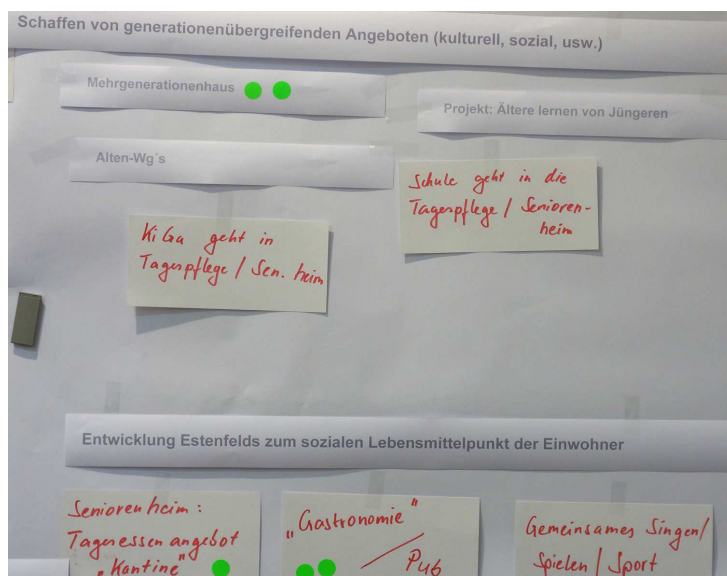 Schaffen von generationenübergreifenden Angeboten (kulturell, sozial, usw.)
Mehrgenerationenhaus
Projekt: Ältere lernen von Jüngeren
Alten-Wg´s
Schule geht in die
Tagespflege / Senioren-
heim
KiGa geht in
Tagespflege / Sen. heim
Entwicklung Estenfelds zum sozialen Lebensmittelpunkt der Einwohner
Seniorenheim:
Tagesessen angebot
„Kantine"
„Gastronomie"
/ Pub
Gemeinsames Singen/
Spielen / Sport